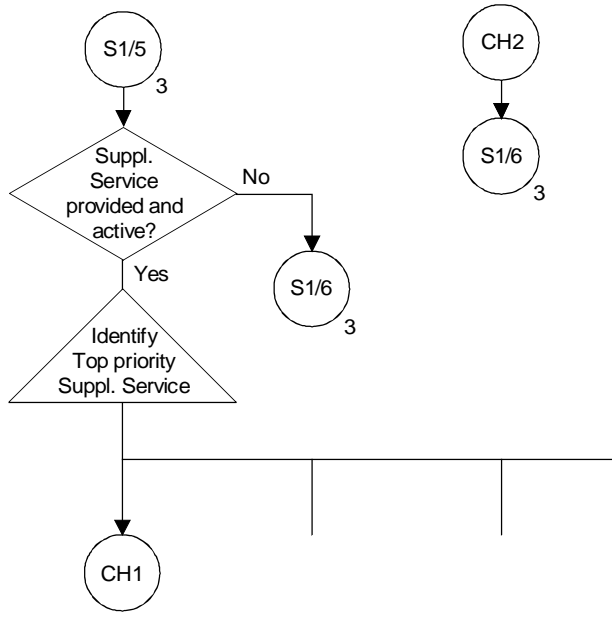 S1/5
3
CH2
S1/6
3
Suppl.
Service
provided and
active?
No
S1/6
3
Yes
Identify
Top priority
Suppl. Service
CH1